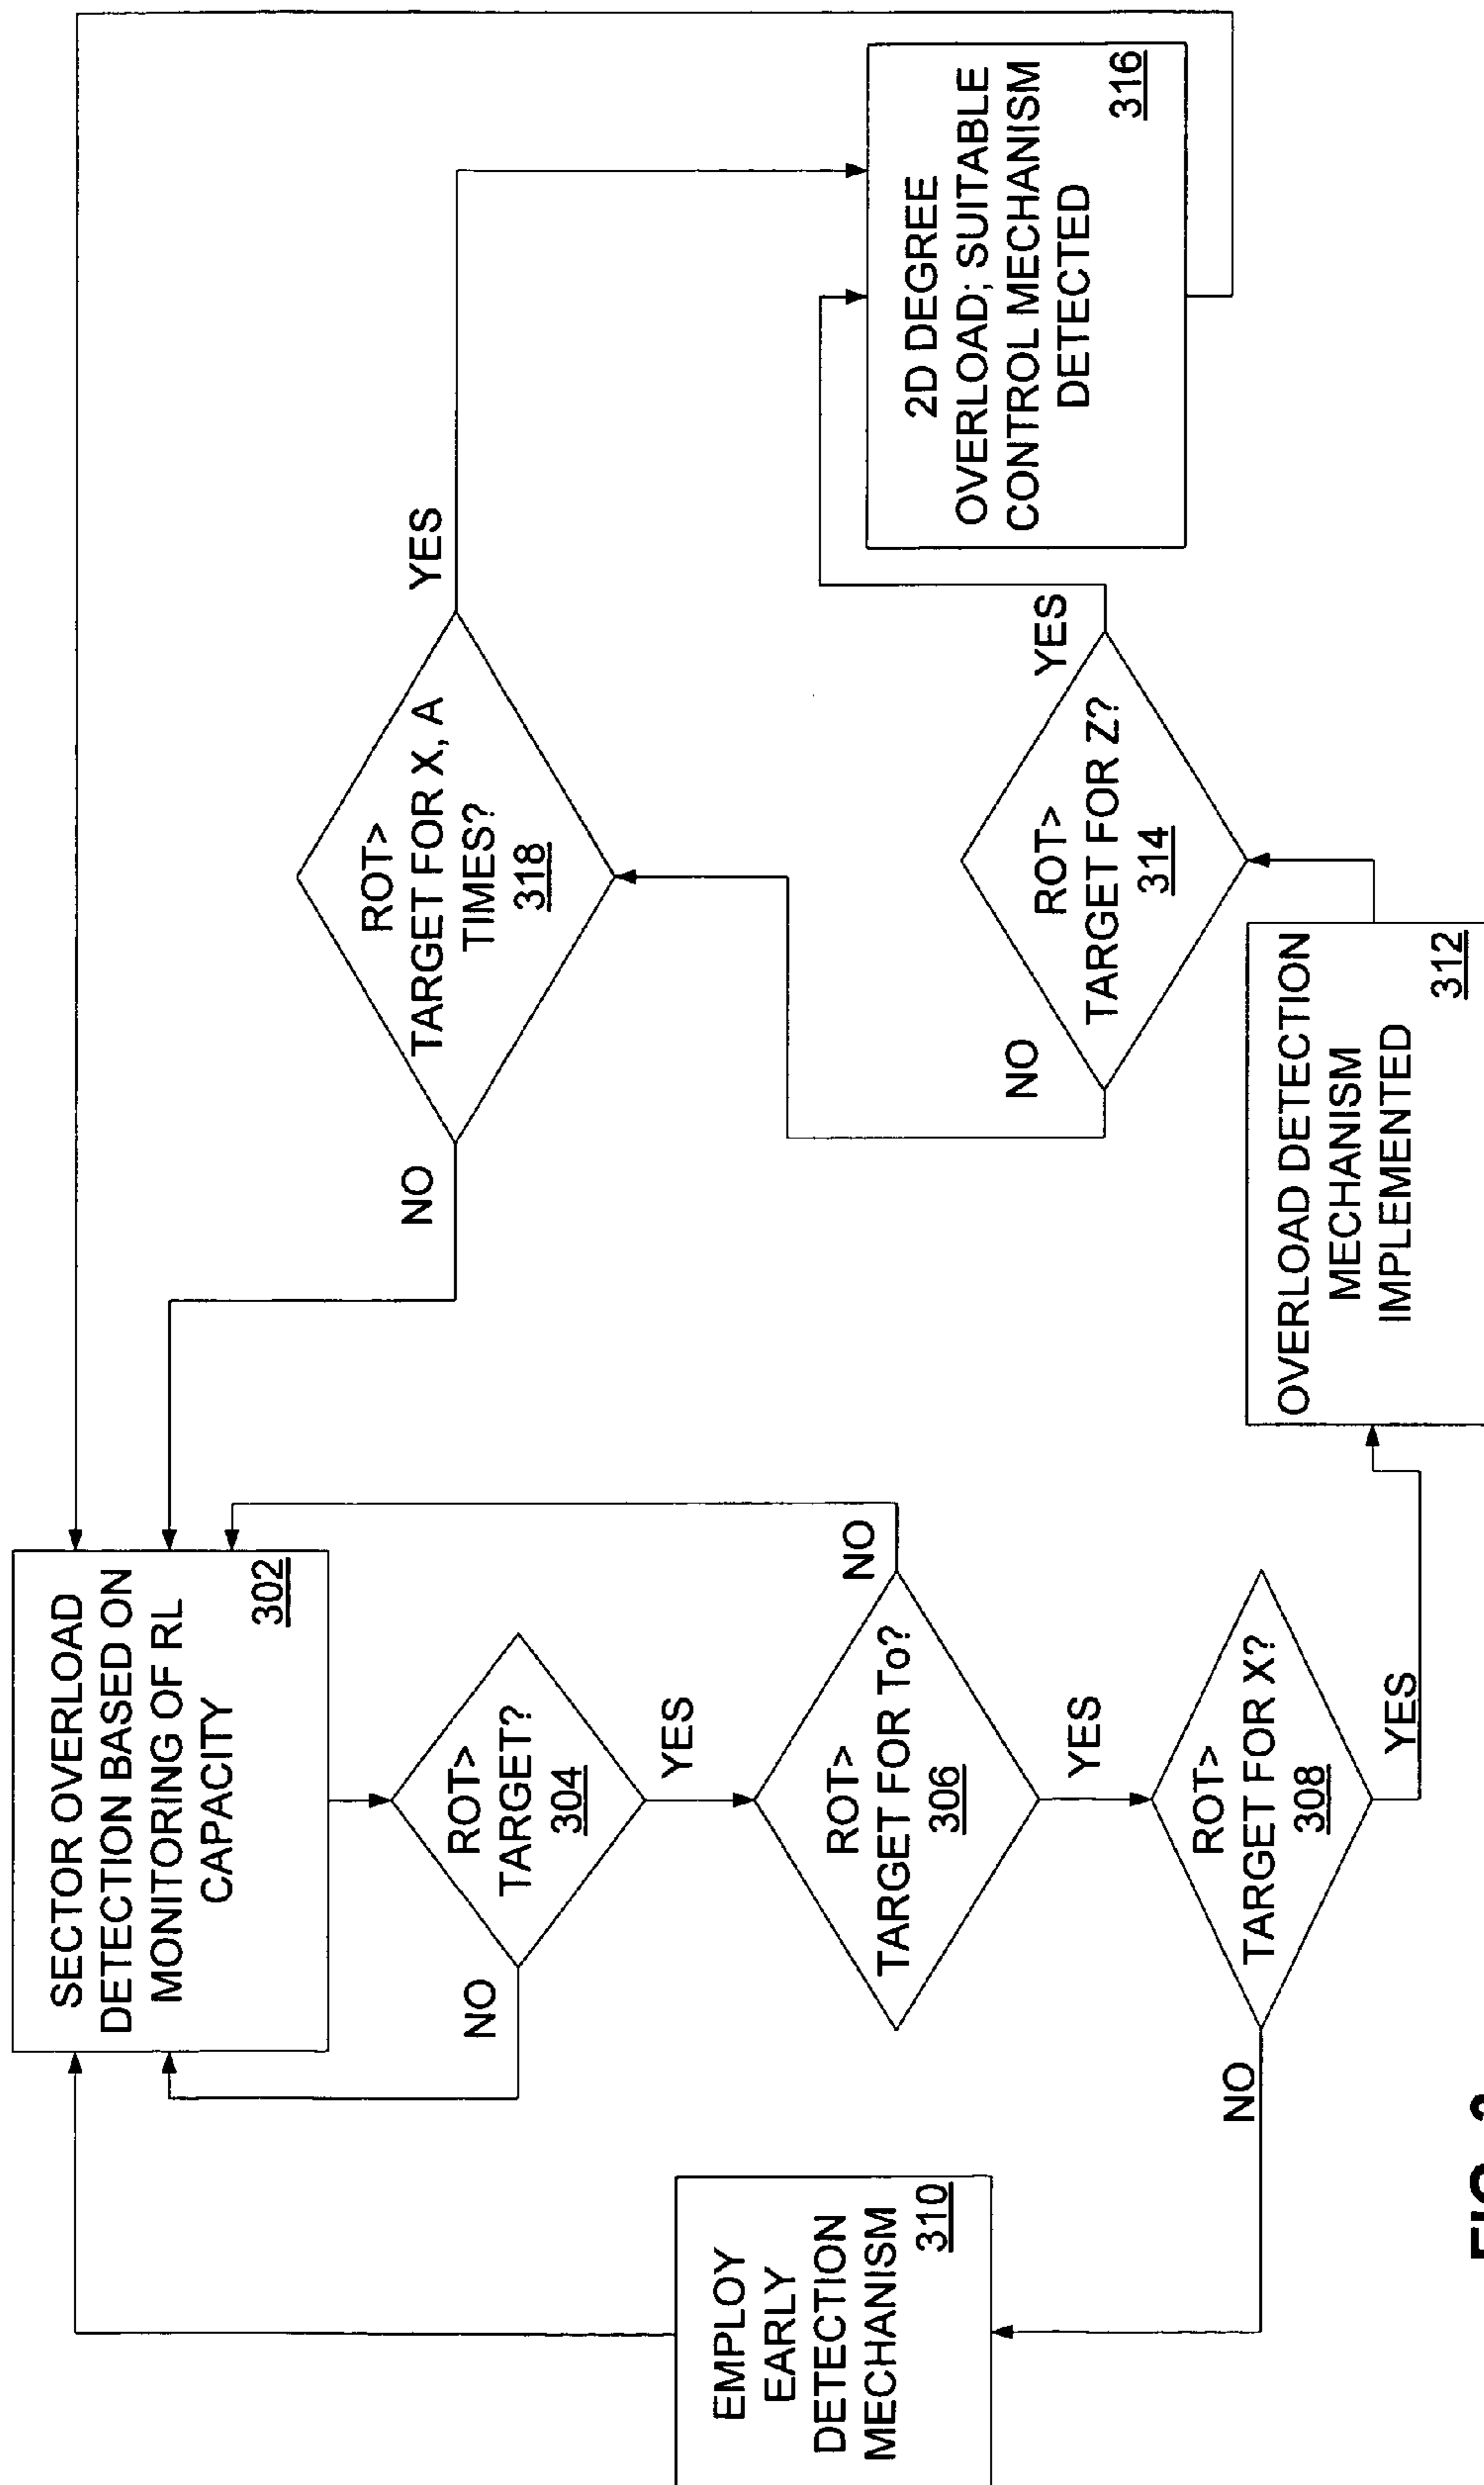 SECTOR OVERLOAD
DETECTION BASED ON
MONITORING OF RL
CAPACITY
302
ROT>
TARGET?
304
NO
YES
ROT>
TARGET FOR To?
306
NO
YES
ROT>
TARGET FOR X?
308
NO
YES
EMPLOY
EARLY
DETECTION
MECHANISM
310
OVERLOAD DETECTION
MECHANISM
IMPLEMENTED
312
ROT>
TARGET FOR Z?
314
NO
YES
ROT>
TARGET FOR X, A
TIMES?
318
NO
YES
2D DEGREE
OVERLOAD; SUITABLE
CONTROL MECHANISM
DETECTED
316
FIG.